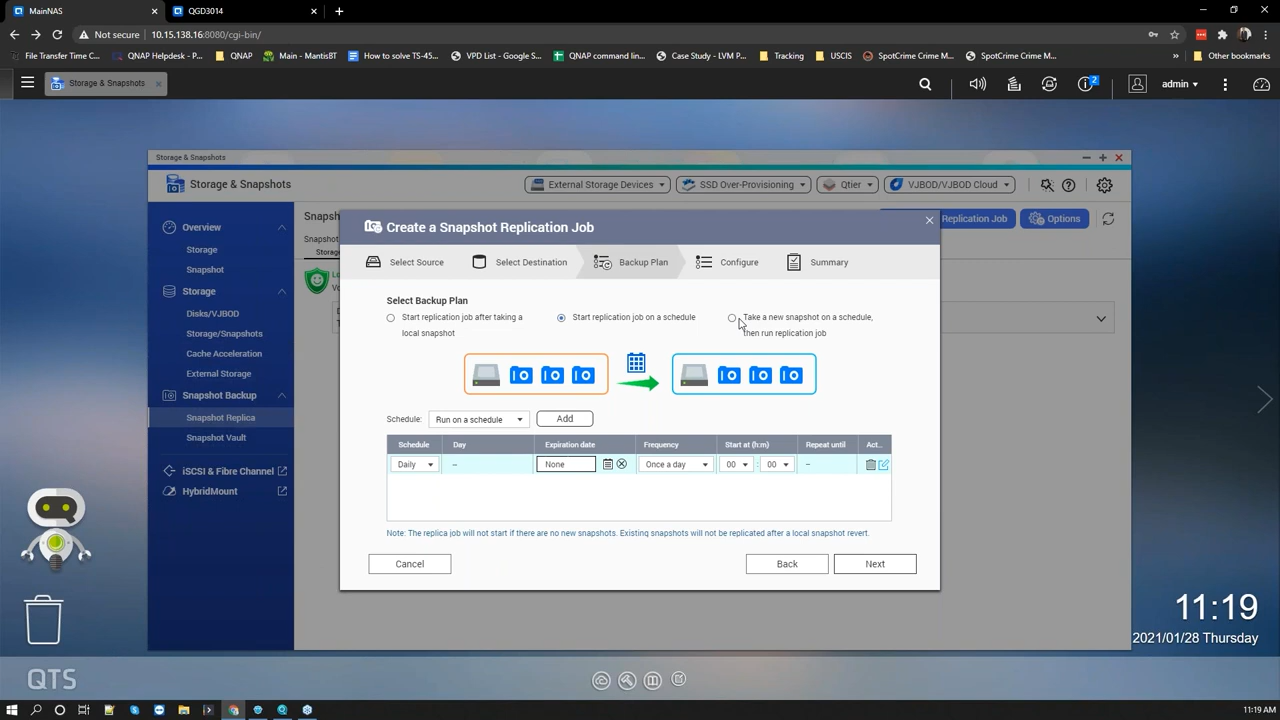 MainNAS
QGD3014
Not secure | 10.15.138.16:8080/cgi-bin/
File Transfer Time C...
QNAP Helpdesk - P...
QNAP
Main - MantisBT
How to solve TS-45...
VPD List - Google S...
QNAP command lin...
Case Study - LVM P...
Tracking
USCIS
SpotCrime Crime M...
SpotCrime Crime M...
»
Other bookmarks
Storage & Snapshots
2
admin
Storage & Snapshots
Storage & Snapshots
External Storage Devices
SSD Over-Provisioning
Qtier
VJBOD/VJBOD Cloud
Overview
Storage
Snapshot
Storage
Disks/VJBOD
Storage/Snapshots
Cache Acceleration
External Storage
Snapshot Backup
Snapshot Replica
Snapshot Vault
iSCSI & Fibre Channel
HybridMount
Snapsh
Snapshot
Storag
Replication Job
Options
Create a Snapshot Replication Job
Select Source
Select Destination
Backup Plan
Configure
Summary
Select Backup Plan
Start replication job after taking a
local snapshot
Start replication job on a schedule
Take a new snapshot on a schedule,
then run replication job
Schedule:
Run on a schedule
Add
Schedule
Day
Expiration date
Frequency
Start at (h:m)
Repeat until
Act...
Daily
–
None
Once a day
00 : 00
–
Note: The replica job will not start if there are no new snapshots. Existing snapshots will not be replicated after a local snapshot revert.
Cancel
Back
Next
11:19
2021/01/28 Thursday
QTS
11:19 AM